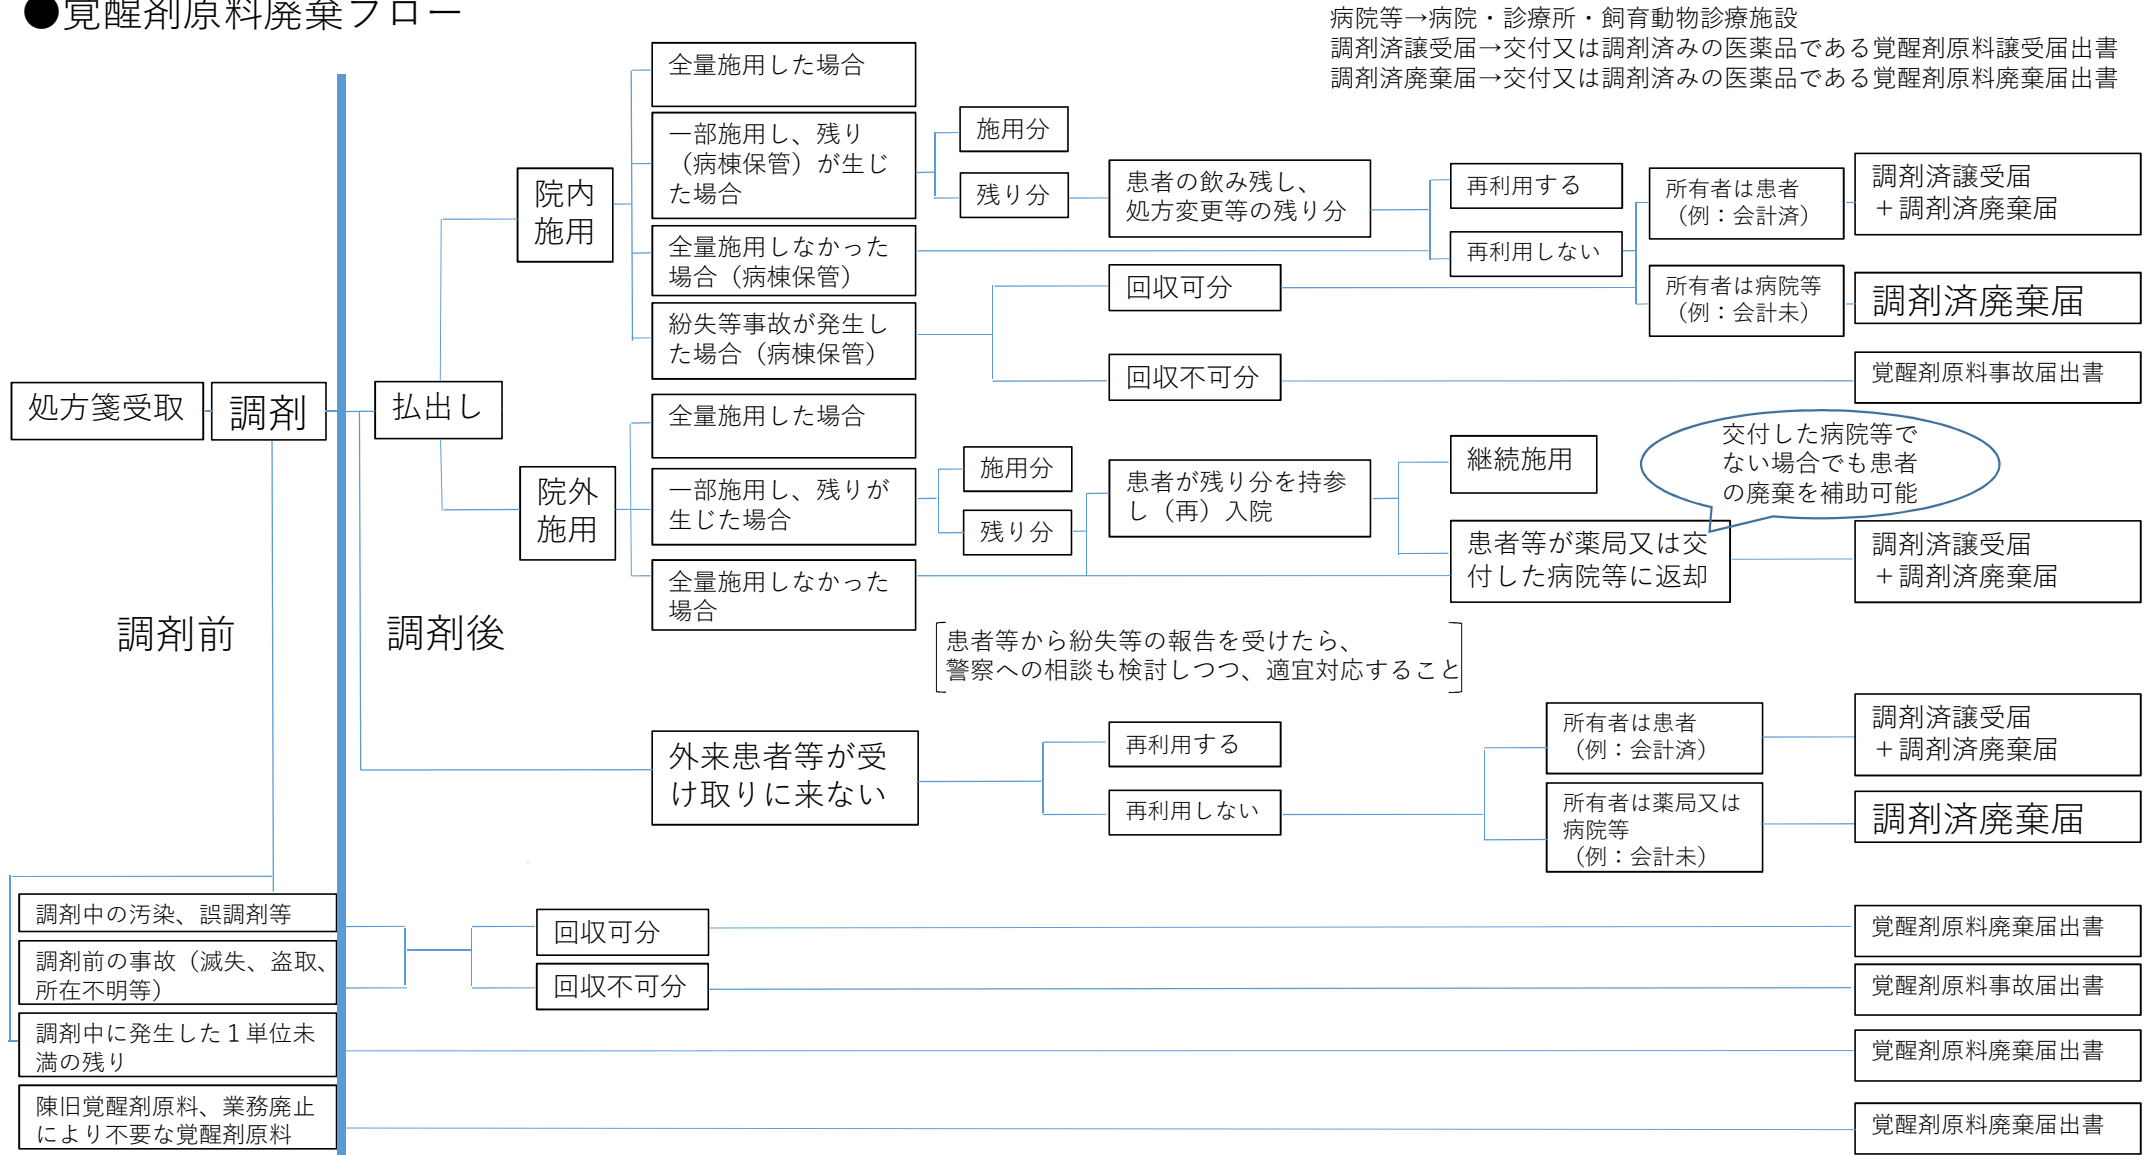 ●覚醒剤原料廃棄フロー
病院等→病院・診療所・飼育動物診療施設
調剤済譲受届→交付又は調剤済みの医薬品である覚醒剤原料譲受届出書
調剤済廃棄届→交付又は調剤済みの医薬品である覚醒剤原料廃棄届出書
処方箋受取
調剤
払出し
院内
施用
全量施用した場合
一部施用し、残り
（病棟保管）が生じ
た場合
施用分
残り分
患者の飲み残し、
処方変更等の残り分
再利用する
再利用しない
所有者は患者
（例：会計済）
調剤済譲受届
＋調剤済廃棄届
所有者は病院等
（例：会計未）
調剤済廃棄届
全量施用しなかった
場合（病棟保管）
紛失等事故が発生し
た場合（病棟保管）
回収可分
回収不可分
覚醒剤原料事故届出書
院外
施用
全量施用した場合
一部施用し、残りが
生じた場合
施用分
残り分
患者が残り分を持参
し（再）入院
継続施用
交付した病院等で
ない場合でも患者
の廃棄を補助可能
患者等が薬局又は交
付した病院等に返却
調剤済譲受届
＋調剤済廃棄届
全量施用しなかった
場合
患者等から紛失等の報告を受けたら、
警察への相談も検討しつつ、適宜対応すること
調剤前
調剤後
外来患者等が受
け取りに来ない
再利用する
再利用しない
所有者は患者
（例：会計済）
調剤済譲受届
＋調剤済廃棄届
所有者は薬局又は
病院等
（例：会計未）
調剤済廃棄届
調剤中の汚染、誤調剤等
調剤前の事故（滅失、盗取、
所在不明等）
回収可分
覚醒剤原料廃棄届出書
回収不可分
覚醒剤原料事故届出書
調剤中に発生した１単位未
満の残り
覚醒剤原料廃棄届出書
陳旧覚醒剤原料、業務廃止
により不要な覚醒剤原料
覚醒剤原料廃棄届出書